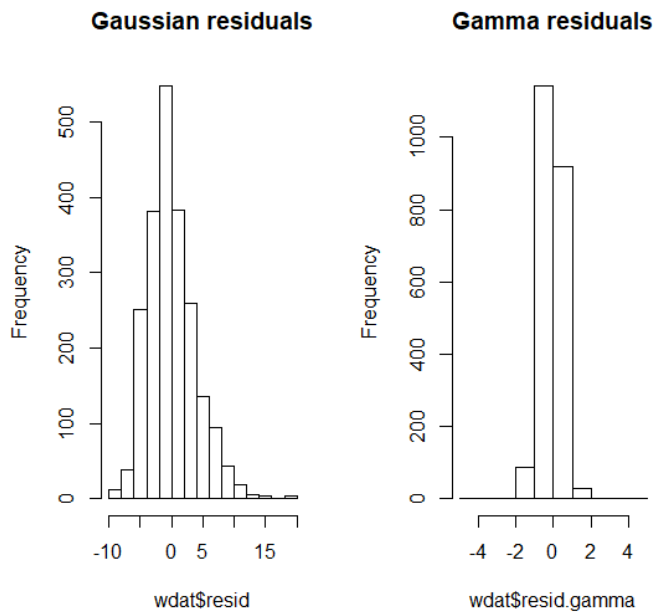 Gaussian residuals
Frequency
0 100 200 300 400 500
-10 0 5 15
wdat$resid
Gamma residuals
Frequency
0 200 400 600 800 1000
-4 -2 0 2 4
wdat$resid.gamma